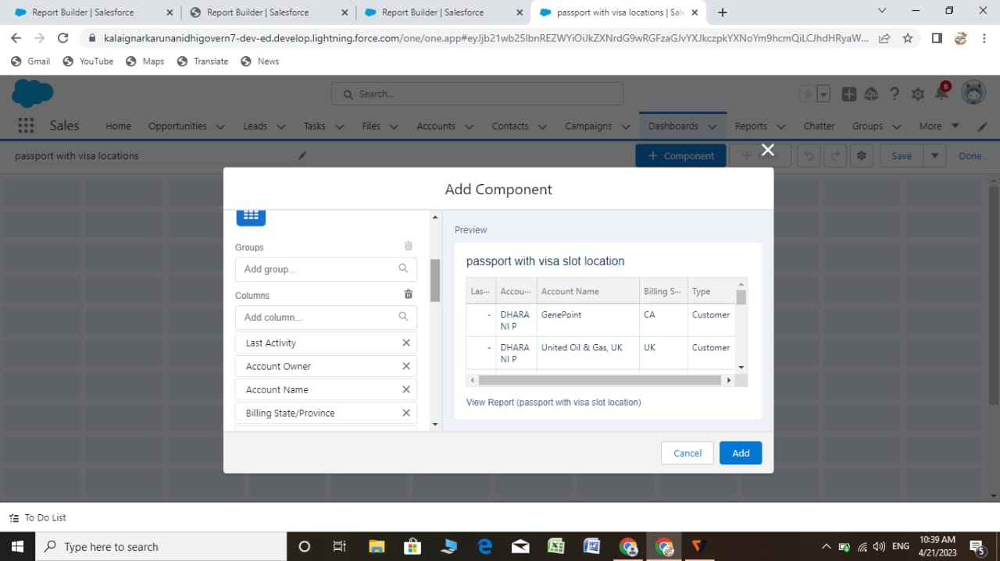 Report Builder | Salesforce
Report Builder | Salesforce
Report Builder | Salesforce
passport with visa locations | Sale
kalaignarkarunanidhigovern7-dev-ed.develop.lightning.force.com/one/one.app#eyJjb21wb25lbnREZWYiOiJkZXNrdG9wRGFzaGJvYXJkczpkYXNoYm9hcmQiLCJhdHRyaW...
Gmail YouTube Maps Translate News
Search...
8
Sales Home Opportunities Leads Tasks Files Accounts Contacts Campaigns Dashboards Reports Chatter Groups More
passport with visa locations
+ Component
+ Filter
Save
Done
Add Component
Groups
Add group...
Columns
Add column...
Last Activity
Account Owner
Account Name
Billing State/Province
Preview
passport with visa slot location
Las... Accou... Account Name Billing S... Type
- DHARANI P GenePoint CA Customer
- DHARANI P United Oil & Gas, UK UK Customer
View Report (passport with visa slot location)
Cancel
Add
To Do List
Type here to search
ENG
10:39 AM
4/21/2023
5